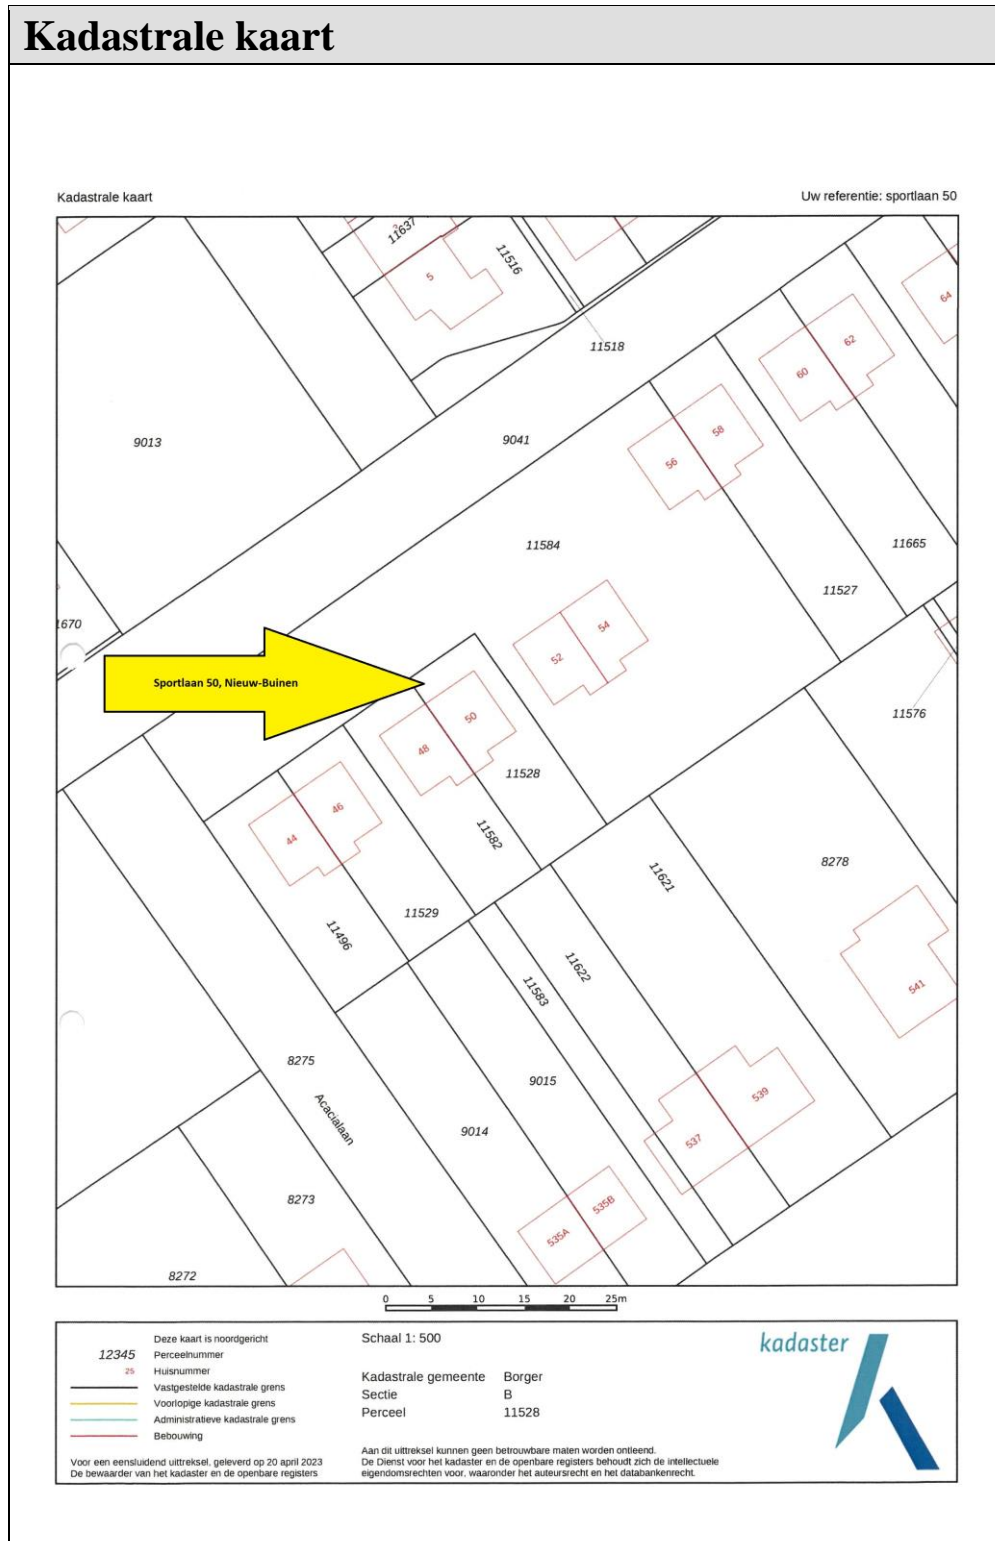 Kadastrale kaart
Kadastrale kaart
Uw referentie: sportlaan 50
11637
5
11516
11518
64
62
60
9013
9041
58
56
11584
11665
11527
1670
54
52
Sportlaan 50, Nieuw-Buinen
50
48
11576
11528
46
44
11582
8278
11621
11529
11496
11622
11583
541
8275
9015
539
Acacialaan
9014
537
8273
535B
535A
8272
0 5 10 15 20 25m
Deze kaart is noordgericht
12345 Perceelnummer
25 Huisnummer
Vastgestelde kadastrale grens
Voorlopige kadastrale grens
Administratieve kadastrale grens
Bebouwing
Voor een eensluidend uittreksel, geleverd op 20 april 2023
De bewaarder van het kadaster en de openbare registers
Schaal 1: 500
Kadastrale gemeente Borger
Sectie B
Perceel 11528
Aan dit uittreksel kunnen geen betrouwbare maten worden ontleend.
De Dienst voor het kadaster en de openbare registers behoudt zich de intellectuele
eigendomsrechten voor, waaronder het auteursrecht en het databankenrecht.
kadaster